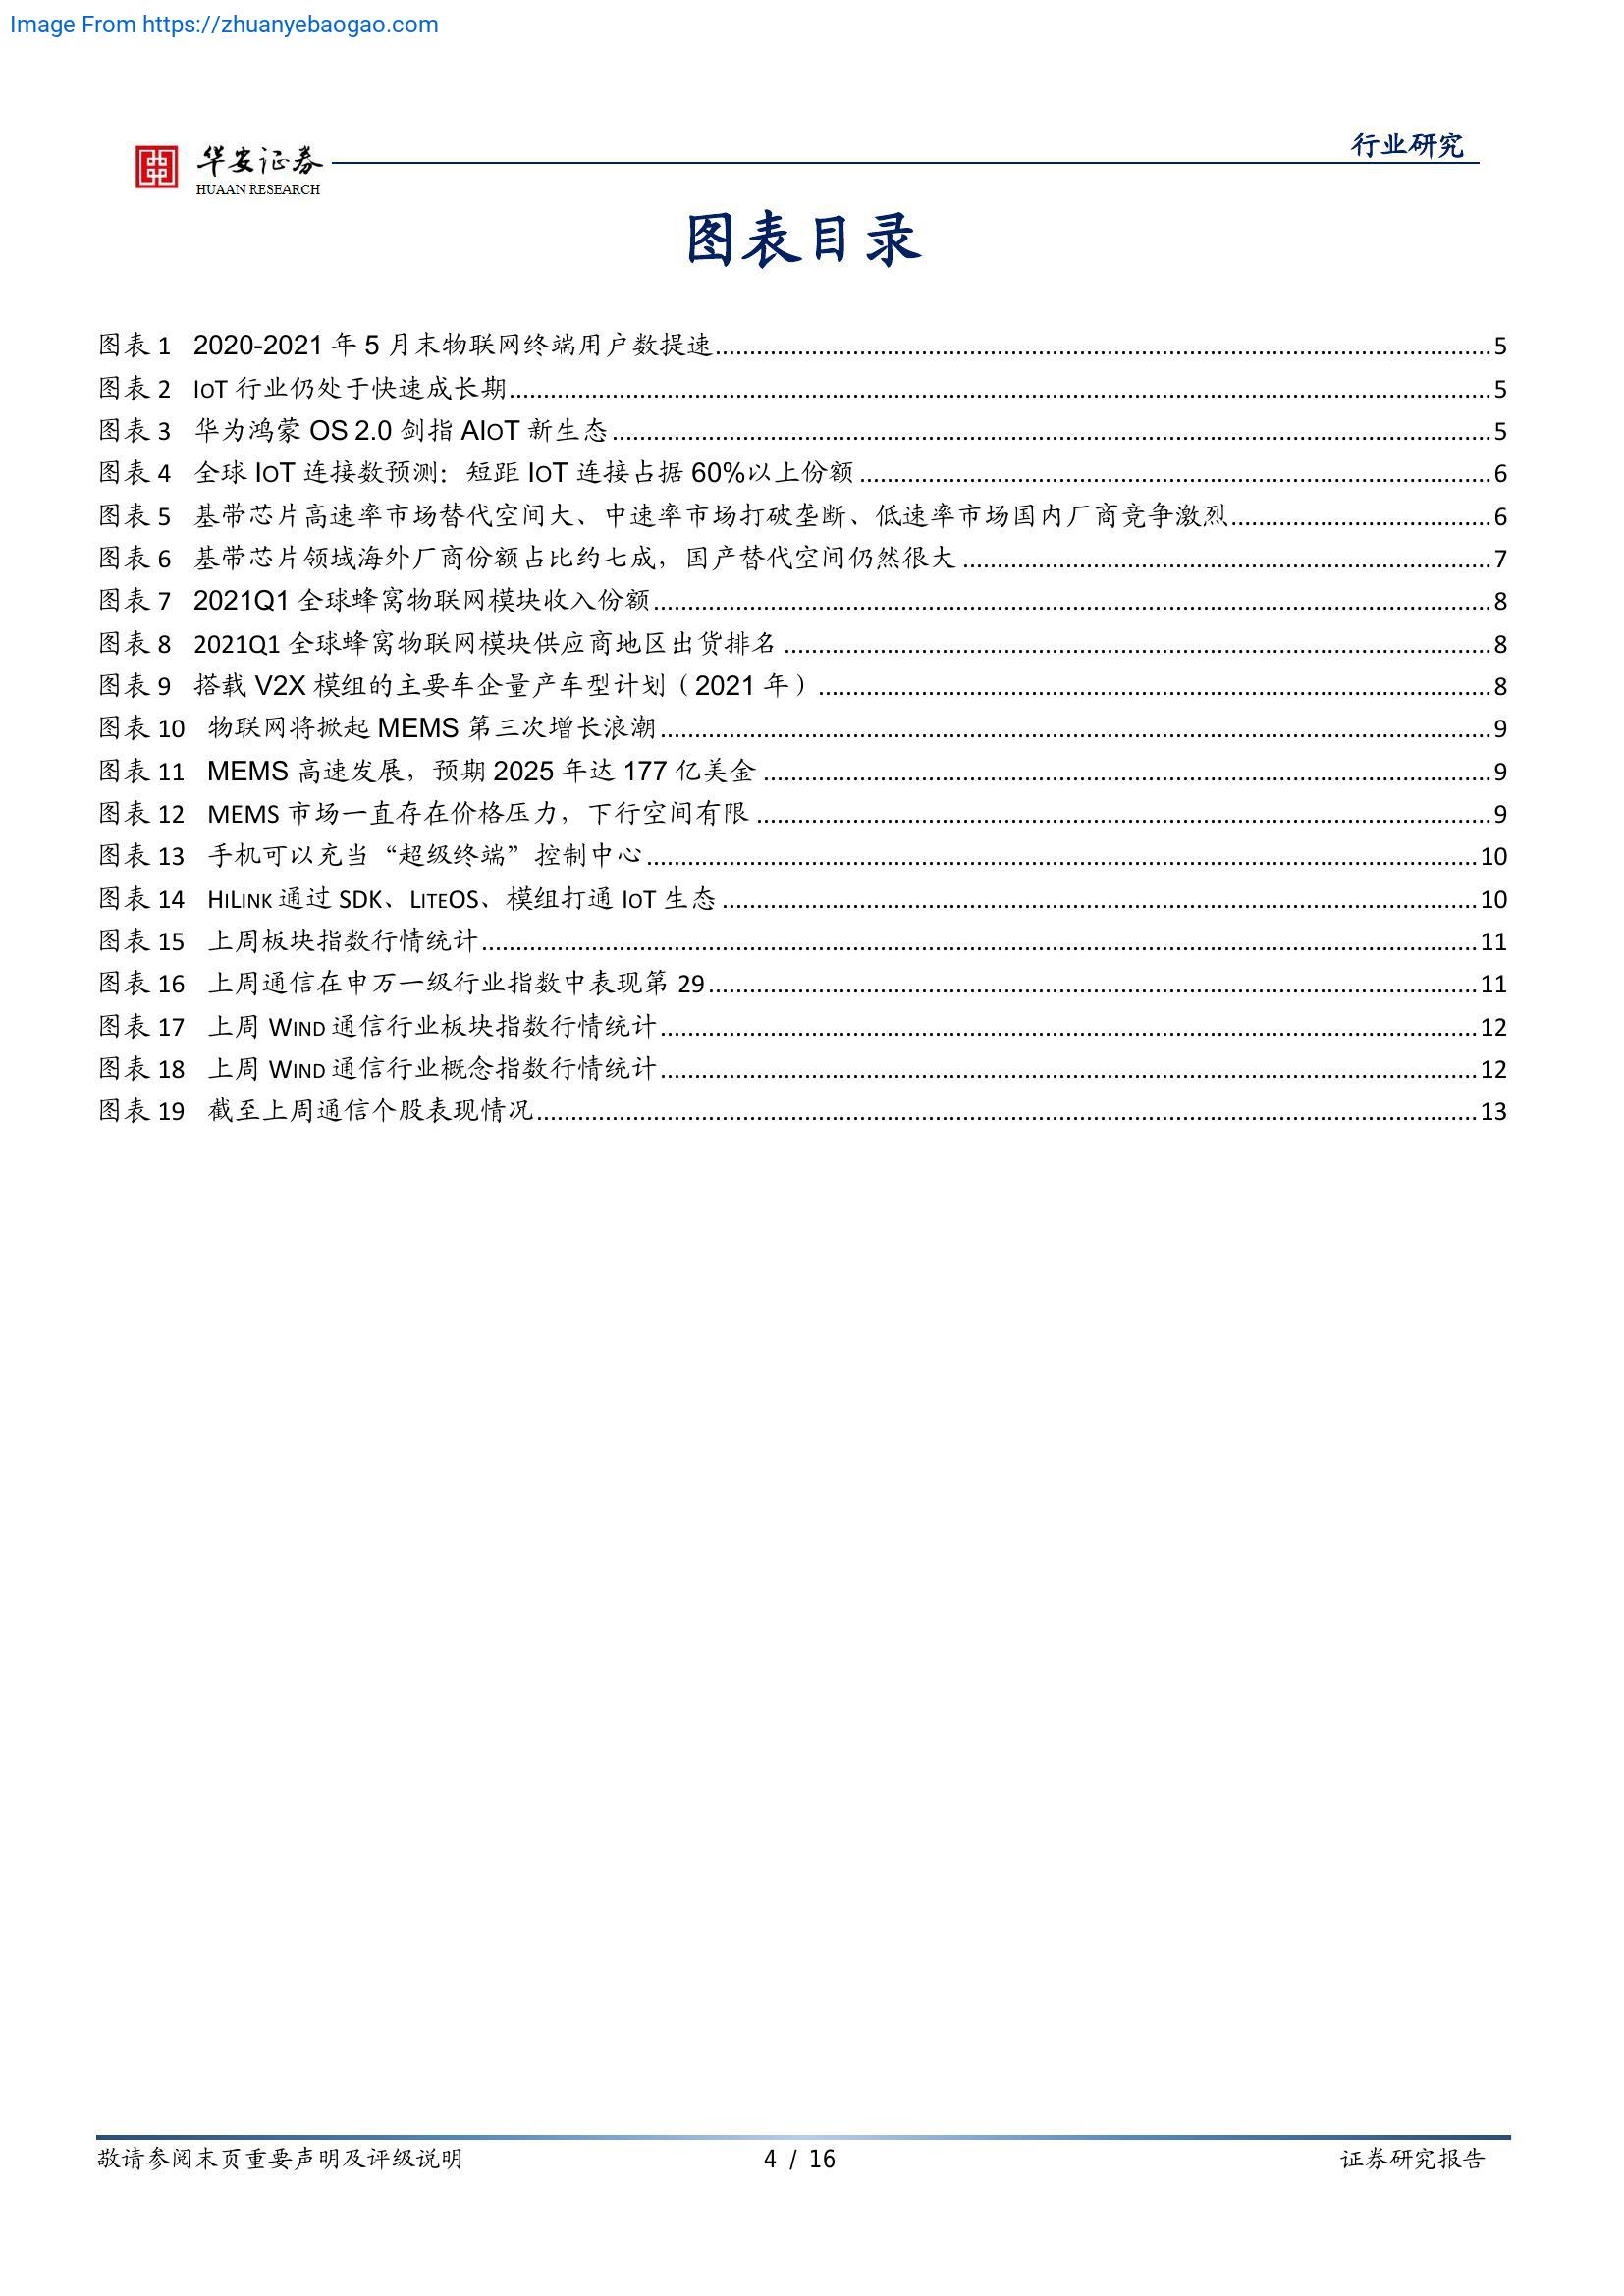 Image From https://zhuanyebaogao.com
华安证券
HUAAN RESEARCH
行业研究
图表目录
图表 1 2020-2021 年 5 月末物联网终端用户数提速 5
图表 2 IoT 行业仍处于快速成长期 5
图表 3 华为鸿蒙 OS 2.0 剑指 AIoT 新生态 5
图表 4 全球 IoT 连接数预测：短距 IoT 连接占据 60%以上份额 6
图表 5 基带芯片高速率市场替代空间大、中速率市场打破垄断、低速率市场国内厂商竞争激烈 6
图表 6 基带芯片领域海外厂商份额占比约七成，国产替代空间仍然很大 7
图表 7 2021Q1 全球蜂窝物联网模块收入份额 8
图表 8 2021Q1 全球蜂窝物联网模块供应商地区出货排名 8
图表 9 搭载 V2X 模组的主要车企量产车型计划（2021 年） 8
图表 10 物联网将掀起 MEMS 第三次增长浪潮 9
图表 11 MEMS 高速发展，预期 2025 年达 177 亿美金 9
图表 12 MEMS 市场一直存在价格压力，下行空间有限 9
图表 13 手机可以充当“超级终端”控制中心 10
图表 14 HiLink 通过 SDK、LiteOS、模组打通 IoT 生态 10
图表 15 上周板块指数行情统计 11
图表 16 上周通信在申万一级行业指数中表现第 29 11
图表 17 上周 Wind 通信行业板块指数行情统计 12
图表 18 上周 Wind 通信行业概念指数行情统计 12
图表 19 截至上周通信个股表现情况 13
敬请参阅末页重要声明及评级说明 4 / 16 证券研究报告